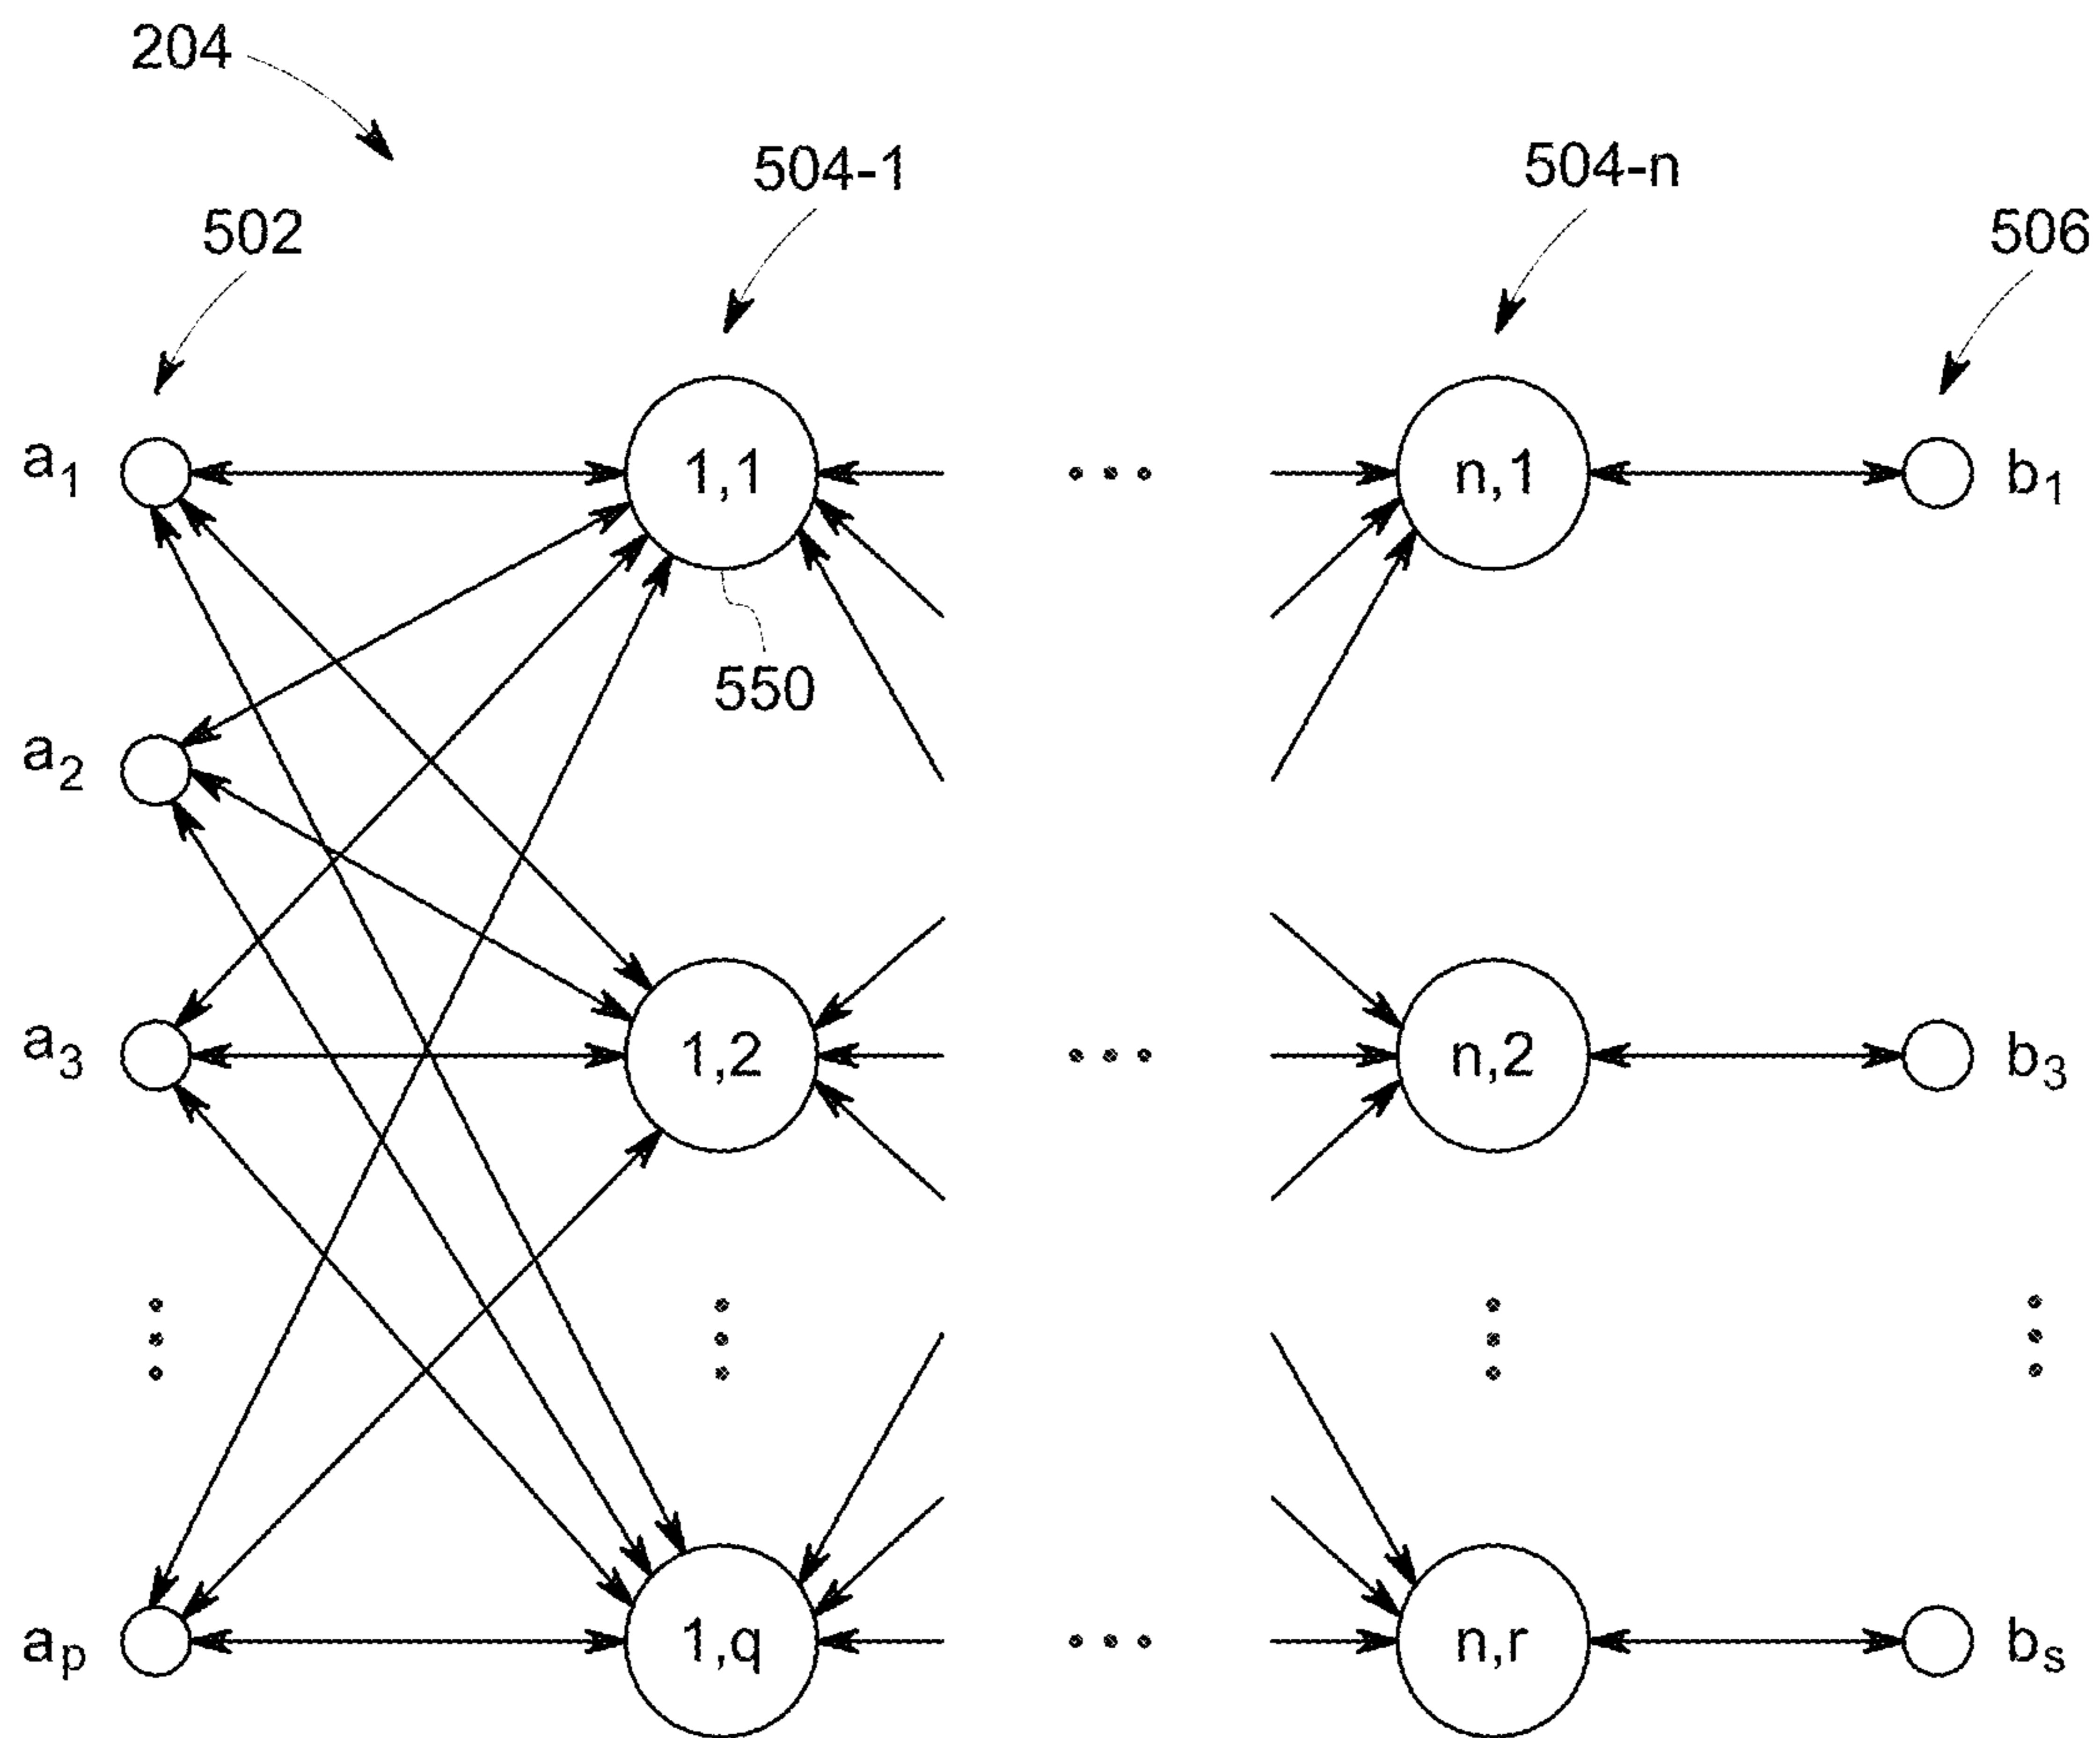 204
504-1
504-n
502
506
a1
1,1
n,1
b1
550
a2
a3
1,2
n,2
b3
ap
1,q
n,r
bs